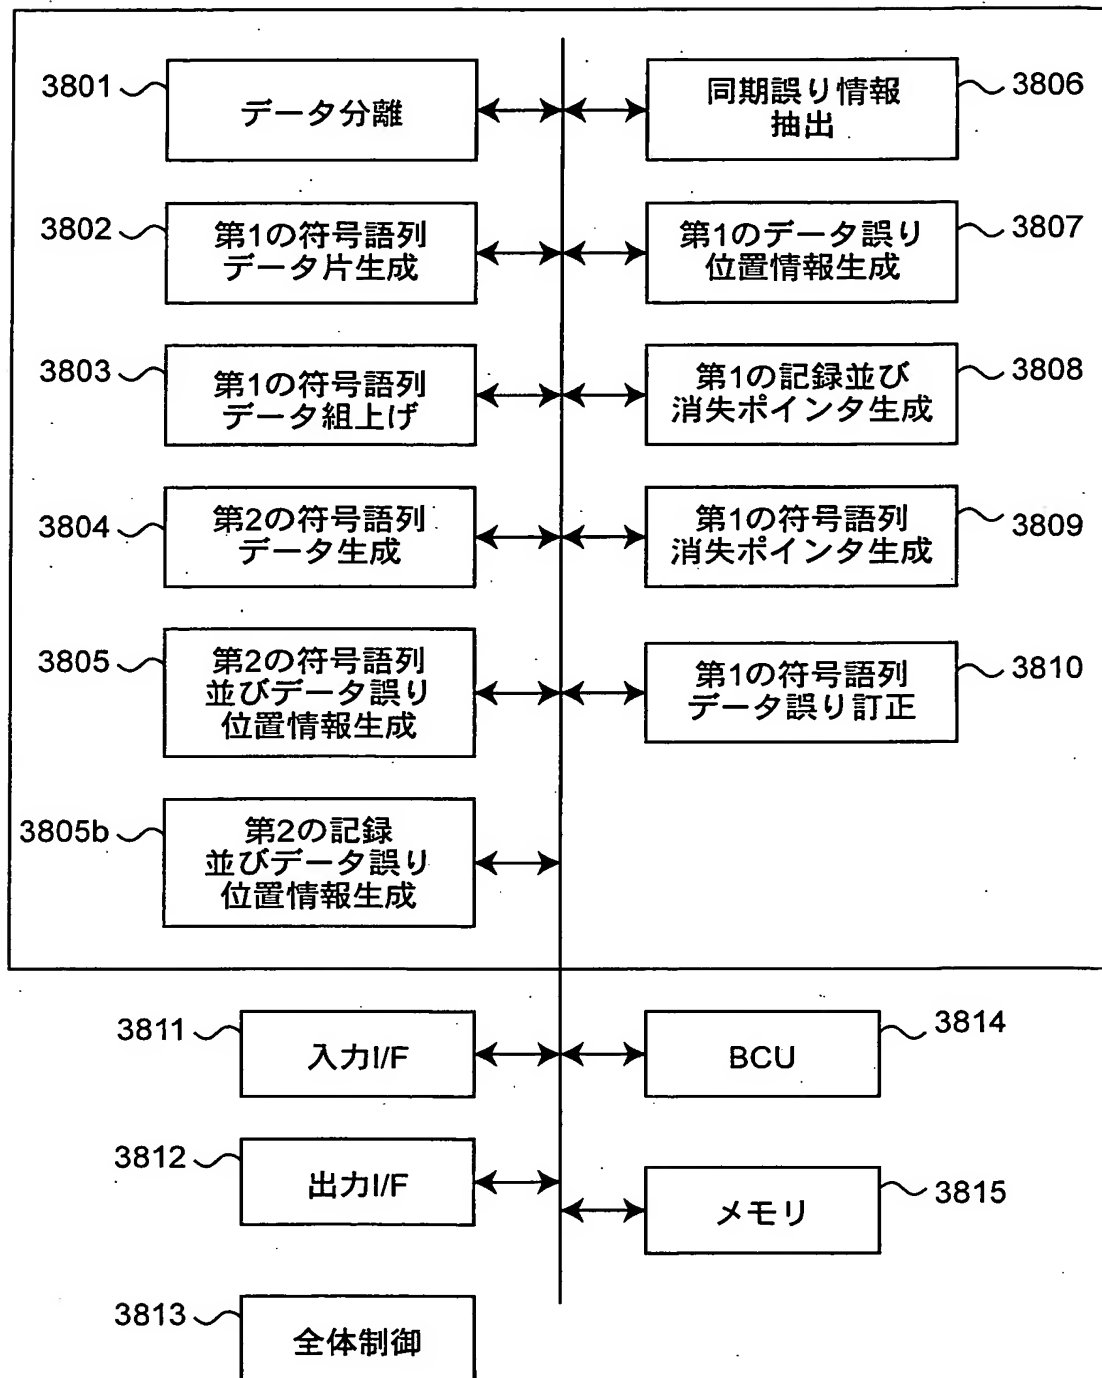 3801
データ分離
3806
同期誤り情報
抽出
3802
第1の符号語列
データ片生成
3807
第1のデータ誤り
位置情報生成
3803
第1の符号語列
データ組上げ
3808
第1の記録並び
消失ポインタ生成
3804
第2の符号語列
データ生成
3809
第1の符号語列
消失ポインタ生成
3805
第2の符号語列
並びデータ誤り
位置情報生成
3810
第1の符号語列
データ誤り訂正
3805b
第2の記録
並びデータ誤り
位置情報生成
3811
入力I/F
3814
BCU
3812
出力I/F
3815
メモリ
3813
全体制御